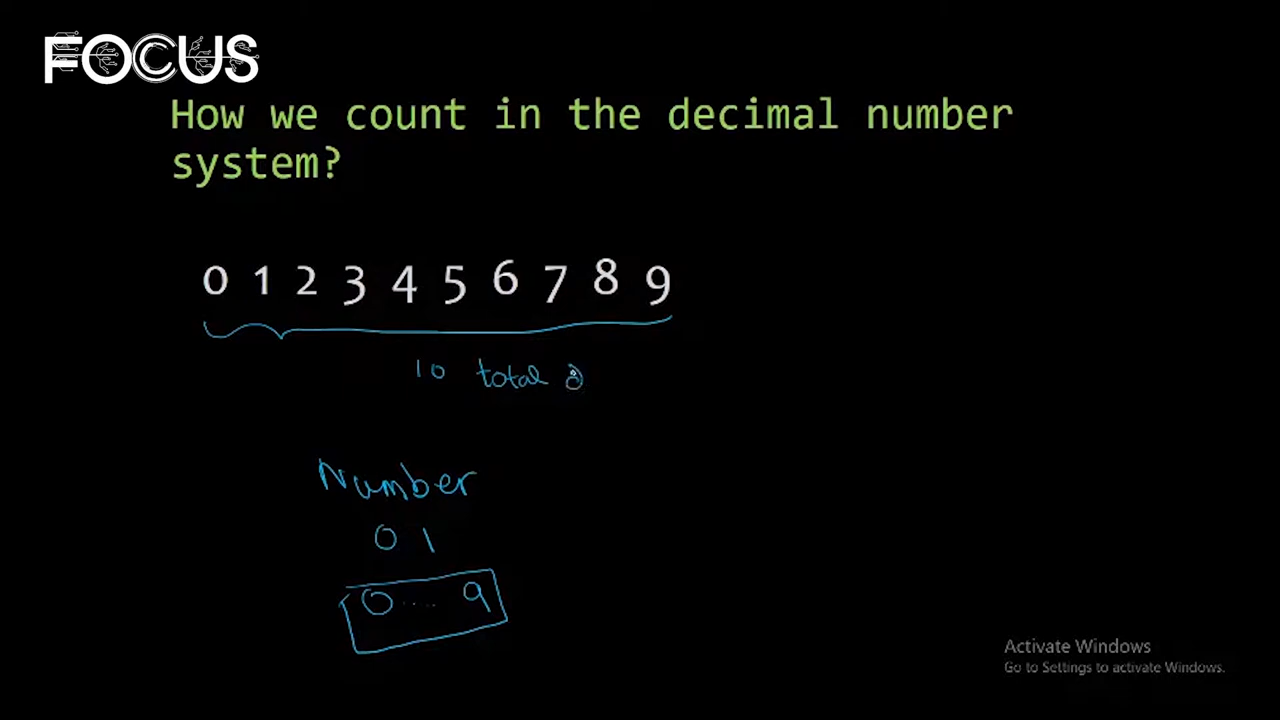 FOCUS
How we count in the decimal number
system?
0 1 2 3 4 5 6 7 8 9
10 total
Number
0 1
0 .... 9
Activate Windows
Go to Settings to activate Windows.